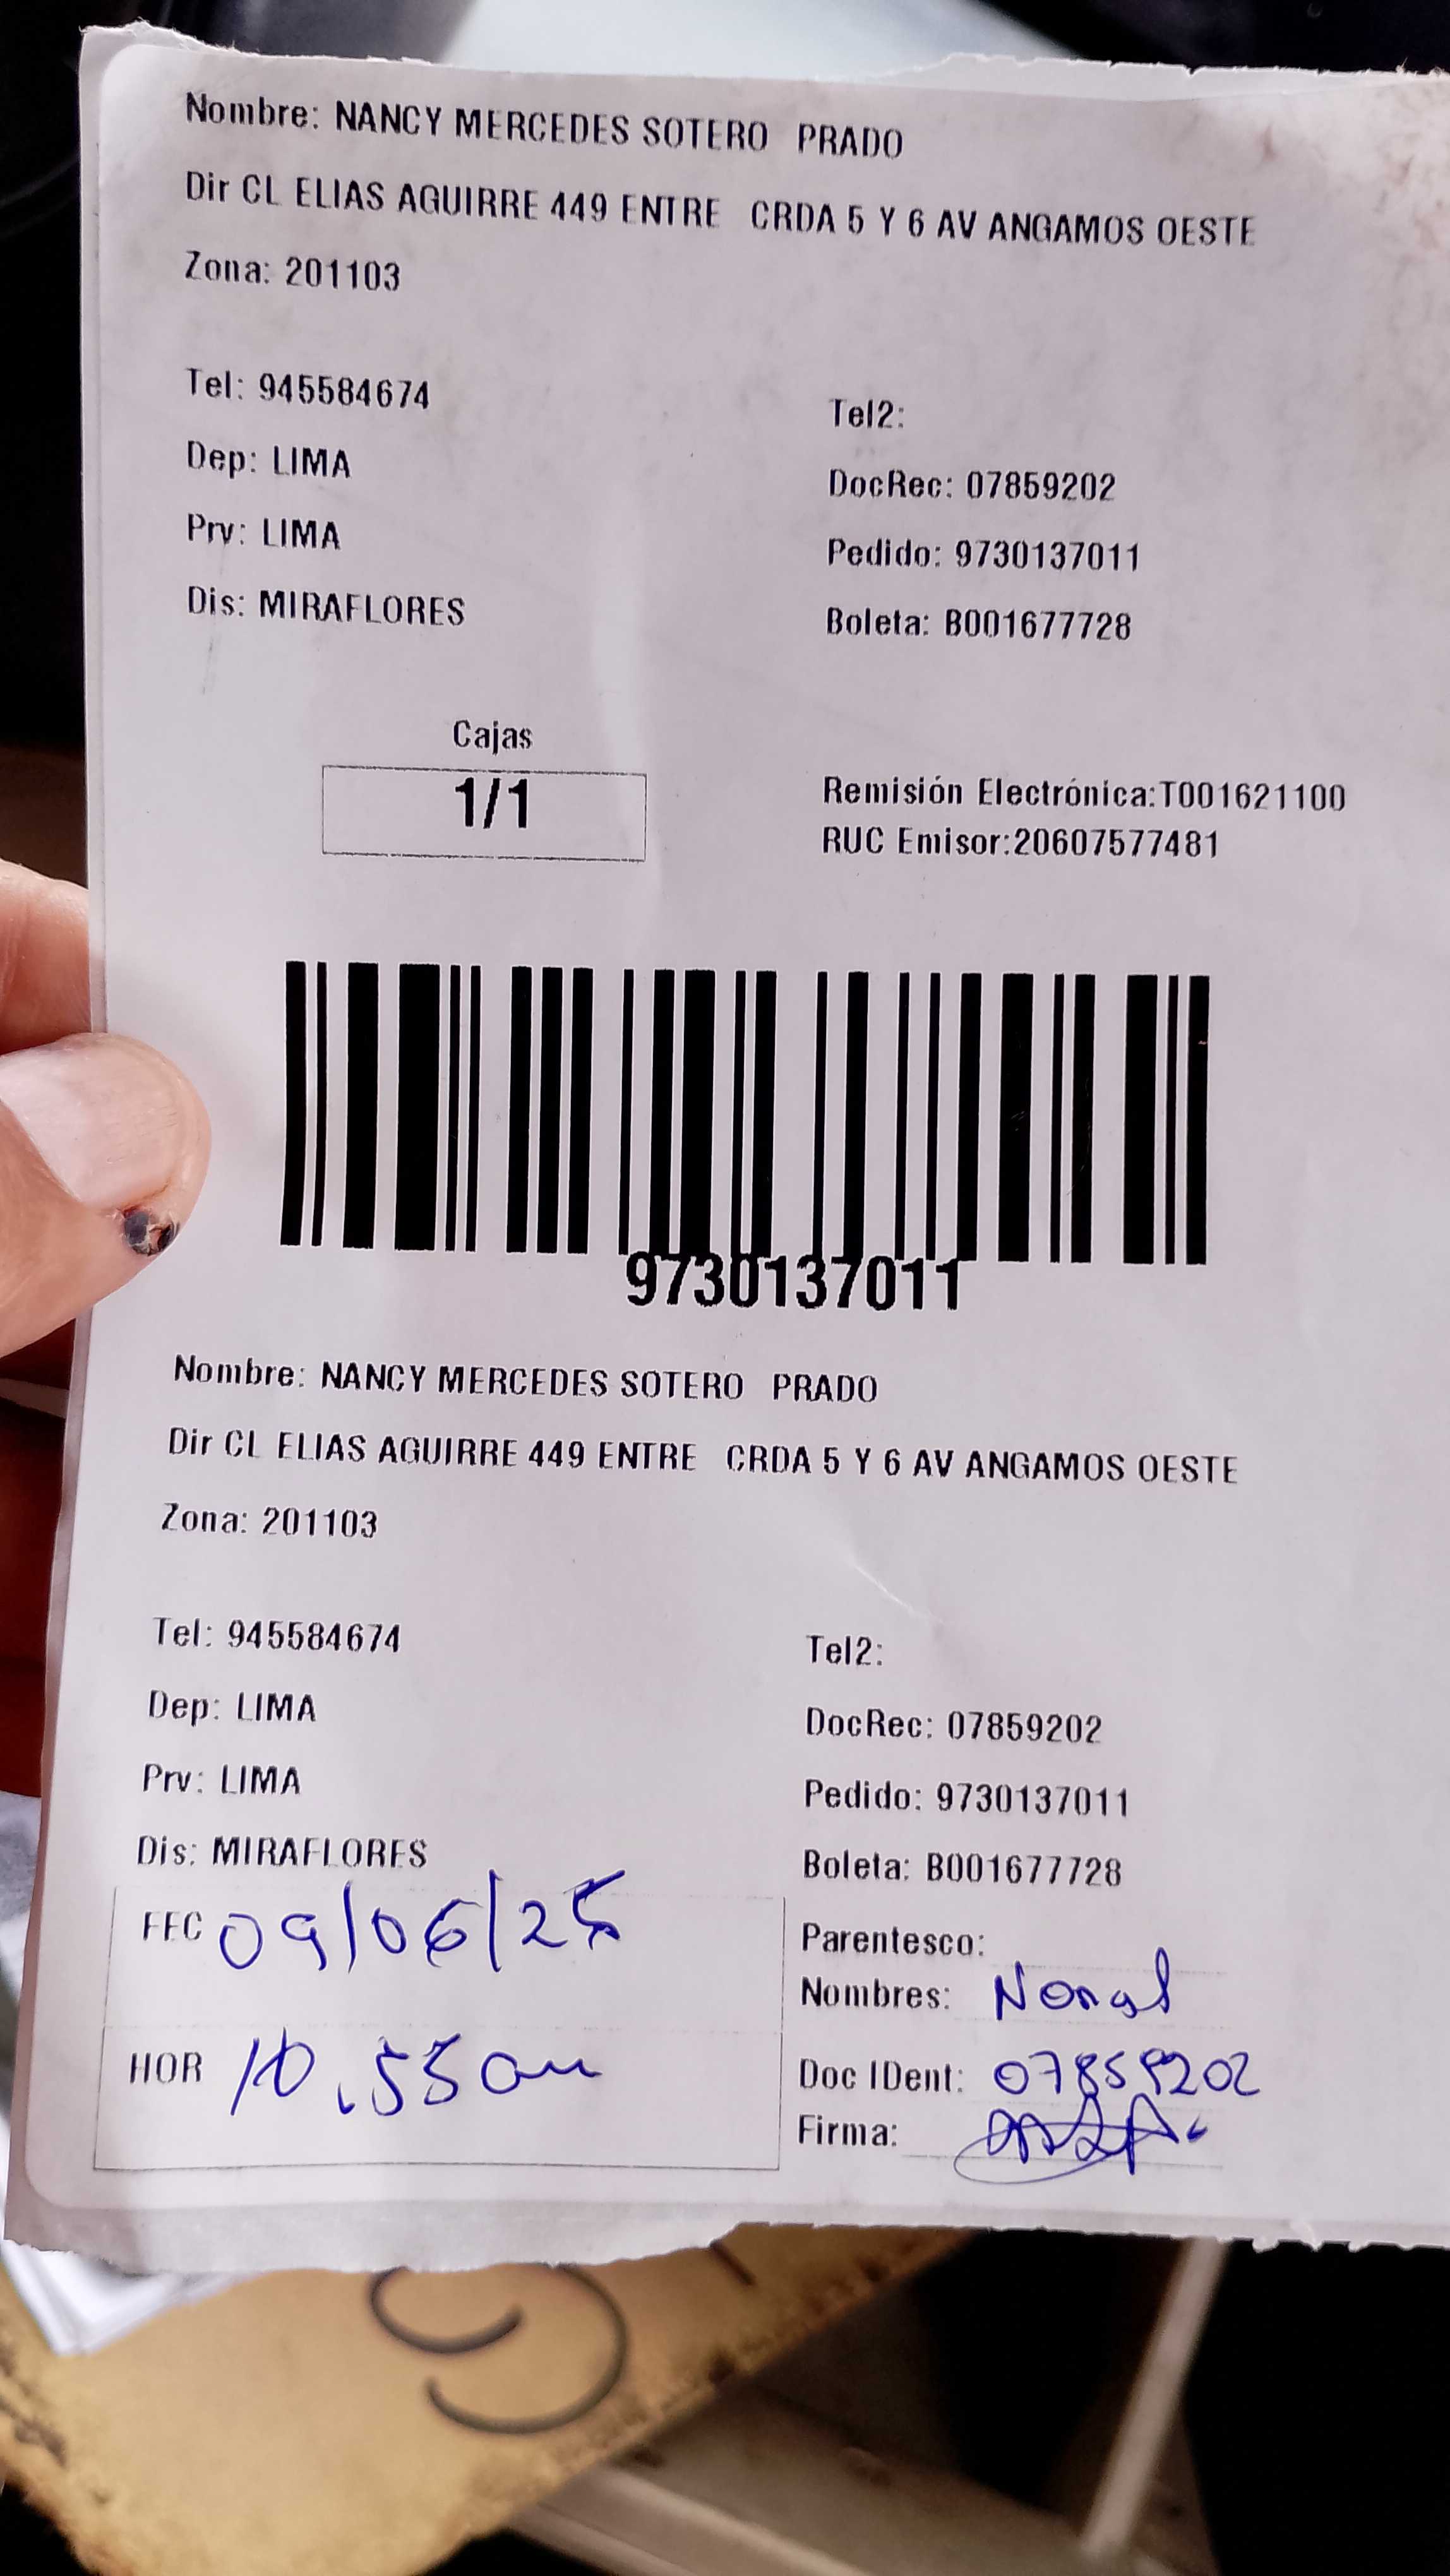 Nombre: NANCY MERCEDES SOTERO PRADO
Dir CL ELIAS AGUIRRE 449 ENTRE CRDA 5 Y 6 AV ANGAMOS OESTE
Zona: 201103
Tel: 945584674
Tel2:
Dep: LIMA
DocRec: 07859202
Prv: LIMA
Pedido: 9730137011
Dis: MIRAFLORES
Boleta: B001677728
Cajas
1/1
Remisión Electrónica:T001621100
RUC Emisor:20607577481
9730137011
Nombre: NANCY MERCEDES SOTERO PRADO
Dir CL ELIAS AGUIRRE 449 ENTRE CRDA 5 Y 6 AV ANGAMOS OESTE
Zona: 201103
Tel: 945584674
Tel2:
Dep: LIMA
DocRec: 07859202
Prv: LIMA
Pedido: 9730137011
Dis: MIRAFLORES
Boleta: B001677728
FEC 09/06/25
Parentesco:
Nombres:
HOR 10.55am
Doc IDent: 07859202
Firma: